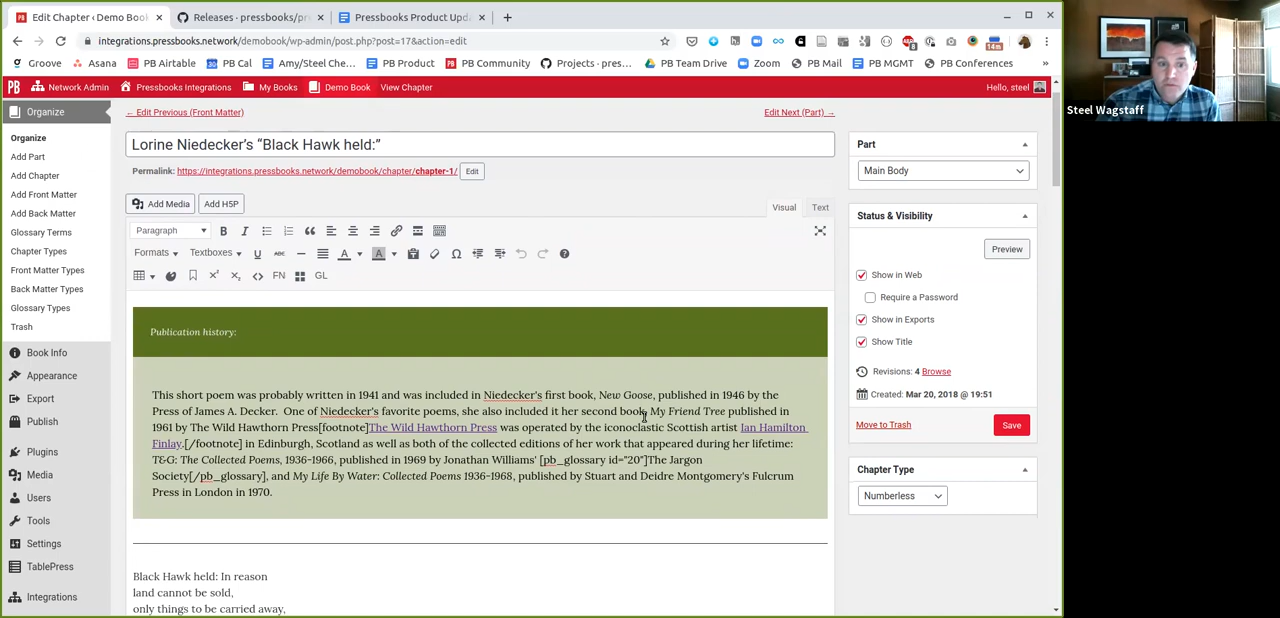 Edit Chapter ‹ Demo Book
Releases · pressbooks/pr
Pressbooks Product Upd
integrations.pressbooks.network/demobook/wp-admin/post.php?post=17&action=edit
8
14m
Groove
Asana
PB Airtable
PB Cal
Amy/Steel Che…
PB Product
PB Community
Projects · pres…
PB Team Drive
Zoom
PB Mail
PB MGMT
PB Conferences
»
Network Admin
Pressbooks Integrations
My Books
Demo Book
View Chapter
Hello, steel
Steel Wagstaff
Organize
Organize
Add Part
Add Chapter
Add Front Matter
Add Back Matter
Glossary Terms
Chapter Types
Front Matter Types
Back Matter Types
Glossary Types
Trash
Book Info
Appearance
Export
Publish
Plugins
Media
Users
Tools
Settings
TablePress
Integrations
← Edit Previous (Front Matter)
Edit Next (Part) →
Lorine Niedecker’s “Black Hawk held:”
Permalink: https://integrations.pressbooks.network/demobook/chapter/chapter-1/ Edit
Add Media
Add H5P
Visual
Text
Paragraph
B I
Formats
Textboxes
U ABC A A Ω
FN
GL
Publication history:
This short poem was probably written in 1941 and was included in Niedecker's first book, New Goose, published in 1946 by the
Press of James A. Decker. One of Niedecker's favorite poems, she also included it her second book, My Friend Tree published in
1961 by The Wild Hawthorn Press[footnote]The Wild Hawthorn Press was operated by the iconoclastic Scottish artist Ian Hamilton
Finlay.[/footnote] in Edinburgh, Scotland as well as both of the collected editions of her work that appeared during her lifetime:
T&G: The Collected Poems, 1936-1966, published in 1969 by Jonathan Williams' [pb_glossary id="20"]The Jargon
Society[/pb_glossary], and My Life By Water: Collected Poems 1936-1968, published by Stuart and Deidre Montgomery's Fulcrum
Press in London in 1970.
Black Hawk held: In reason
land cannot be sold,
only things to be carried away,
Part
Main Body
Status & Visibility
Preview
Show in Web
Require a Password
Show in Exports
Show Title
Revisions: 4 Browse
Created: Mar 20, 2018 @ 19:51
Move to Trash
Save
Chapter Type
Numberless